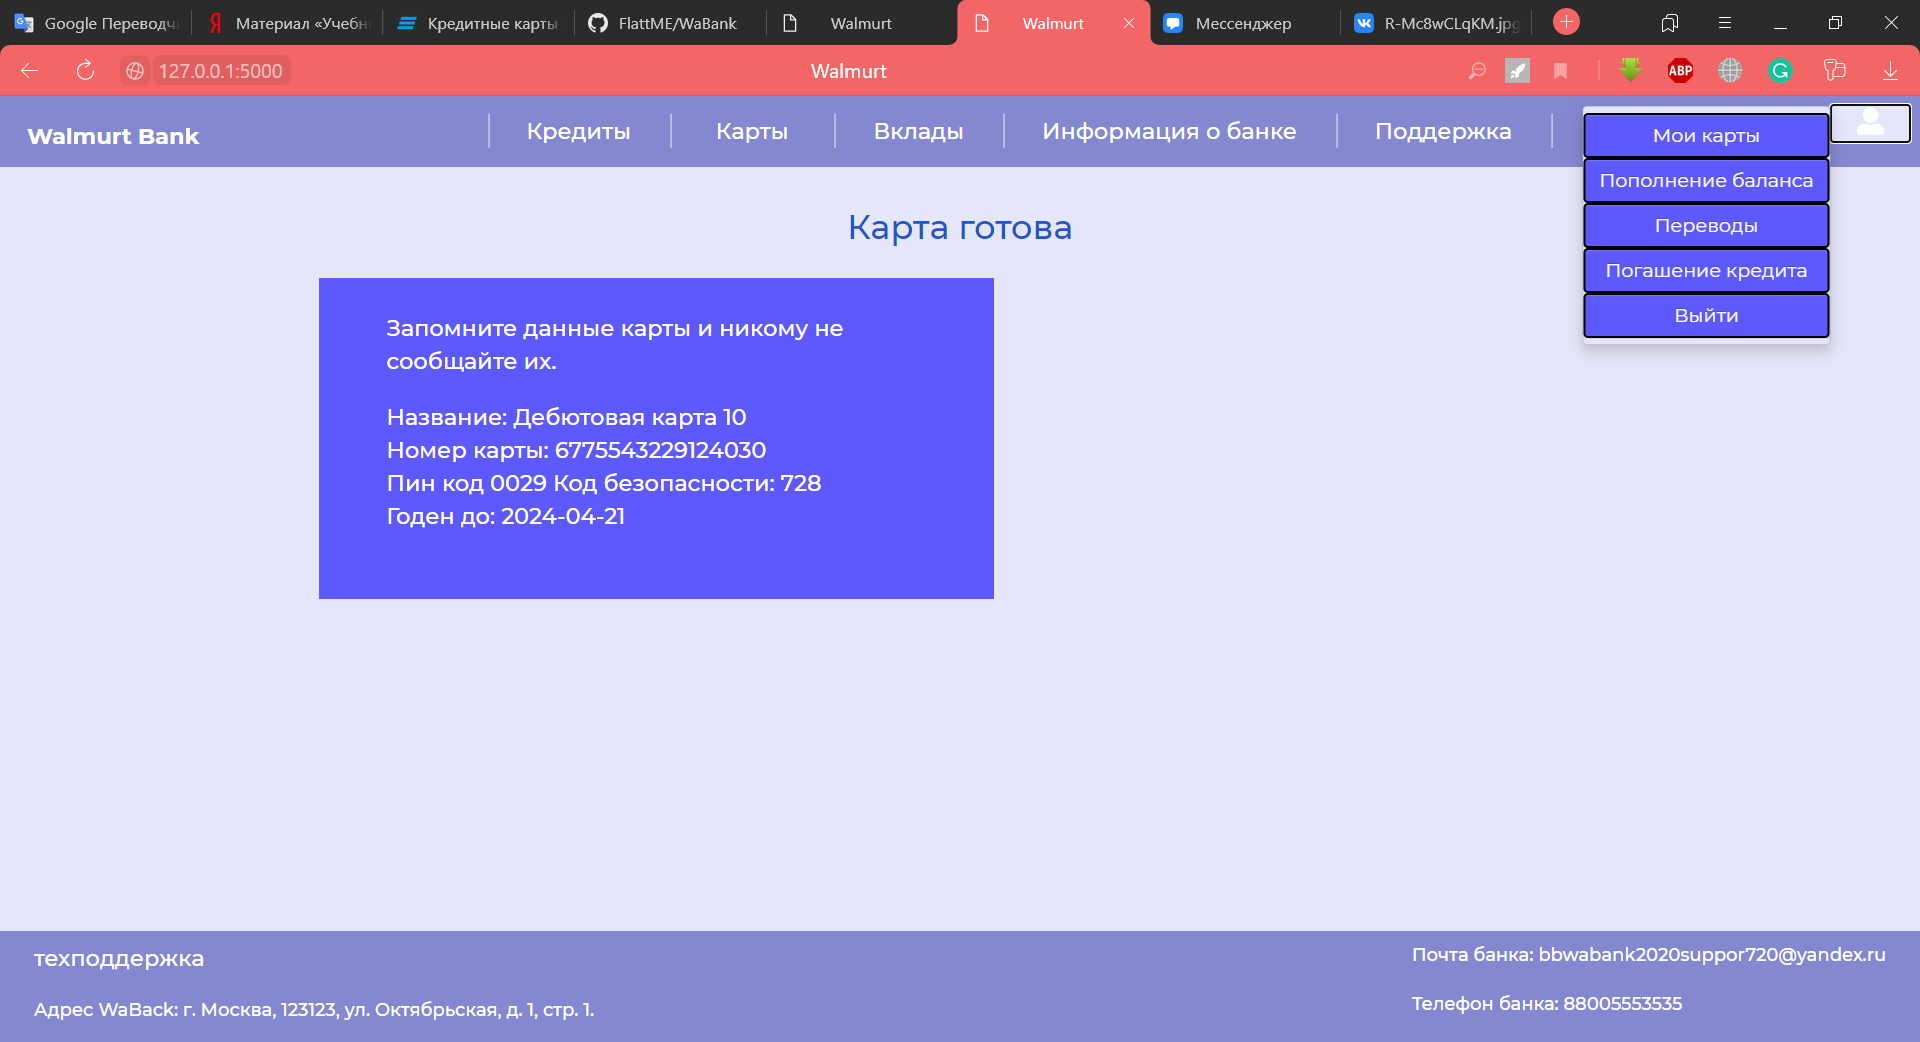 Google Переводч
Материал «Учебн
Кредитные карты
FlattME/WaBank
Walmurt
Walmurt
Мессенджер
R-Mc8wCLqKM.jpg
127.0.0.1:5000
Walmurt
ABP
Walmurt Bank
Кредиты
Карты
Вклады
Информация о банке
Поддержка
Мои карты
Пополнение баланса
Переводы
Погашение кредита
Выйти
Карта готова
Запомните данные карты и никому не
сообщайте их.
Название: Дебютовая карта 10
Номер карты: 6775543229124030
Пин код 0029 Код безопасности: 728
Годен до: 2024-04-21
техподдержка
Адрес WaBack: г. Москва, 123123, ул. Октябрьская, д. 1, стр. 1.
Почта банка: bbwabank2020suppor720@yandex.ru
Телефон банка: 88005553535